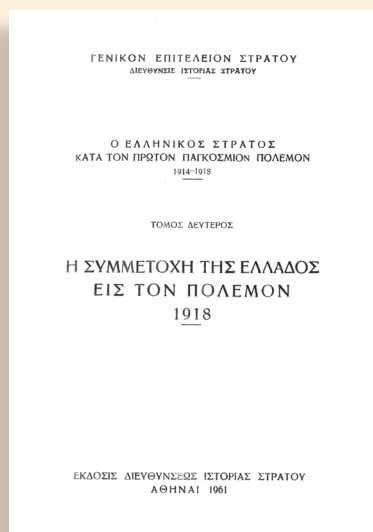 ΓΕΝΙΚΟΝ ΕΠΙΤΕΛΕΙΟΝ ΣΤΡΑΤΟΥ
ΔΙΕΥΘΥΝΣΙΣ ΙΣΤΟΡΙΑΣ ΣΤΡΑΤΟΥ
Ο ΕΛΛΗΝΙΚΟΣ ΣΤΡΑΤΟΣ
ΚΑΤΑ ΤΟΝ ΠΡΩΤΟΝ ΠΑΓΚΟΣΜΙΟΝ ΠΟΛΕΜΟΝ
1914-1918
ΤΟΜΟΣ ΔΕΥΤΕΡΟΣ
Η ΣΥΜΜΕΤΟΧΗ ΤΗΣ ΕΛΛΑΔΟΣ
ΕΙΣ ΤΟΝ ΠΟΛΕΜΟΝ
1918
ΕΚΔΟΣΙΣ ΔΙΕΥΘΥΝΣΕΩΣ ΙΣΤΟΡΙΑΣ ΣΤΡΑΤΟΥ
ΑΘΗΝΑΙ 1961